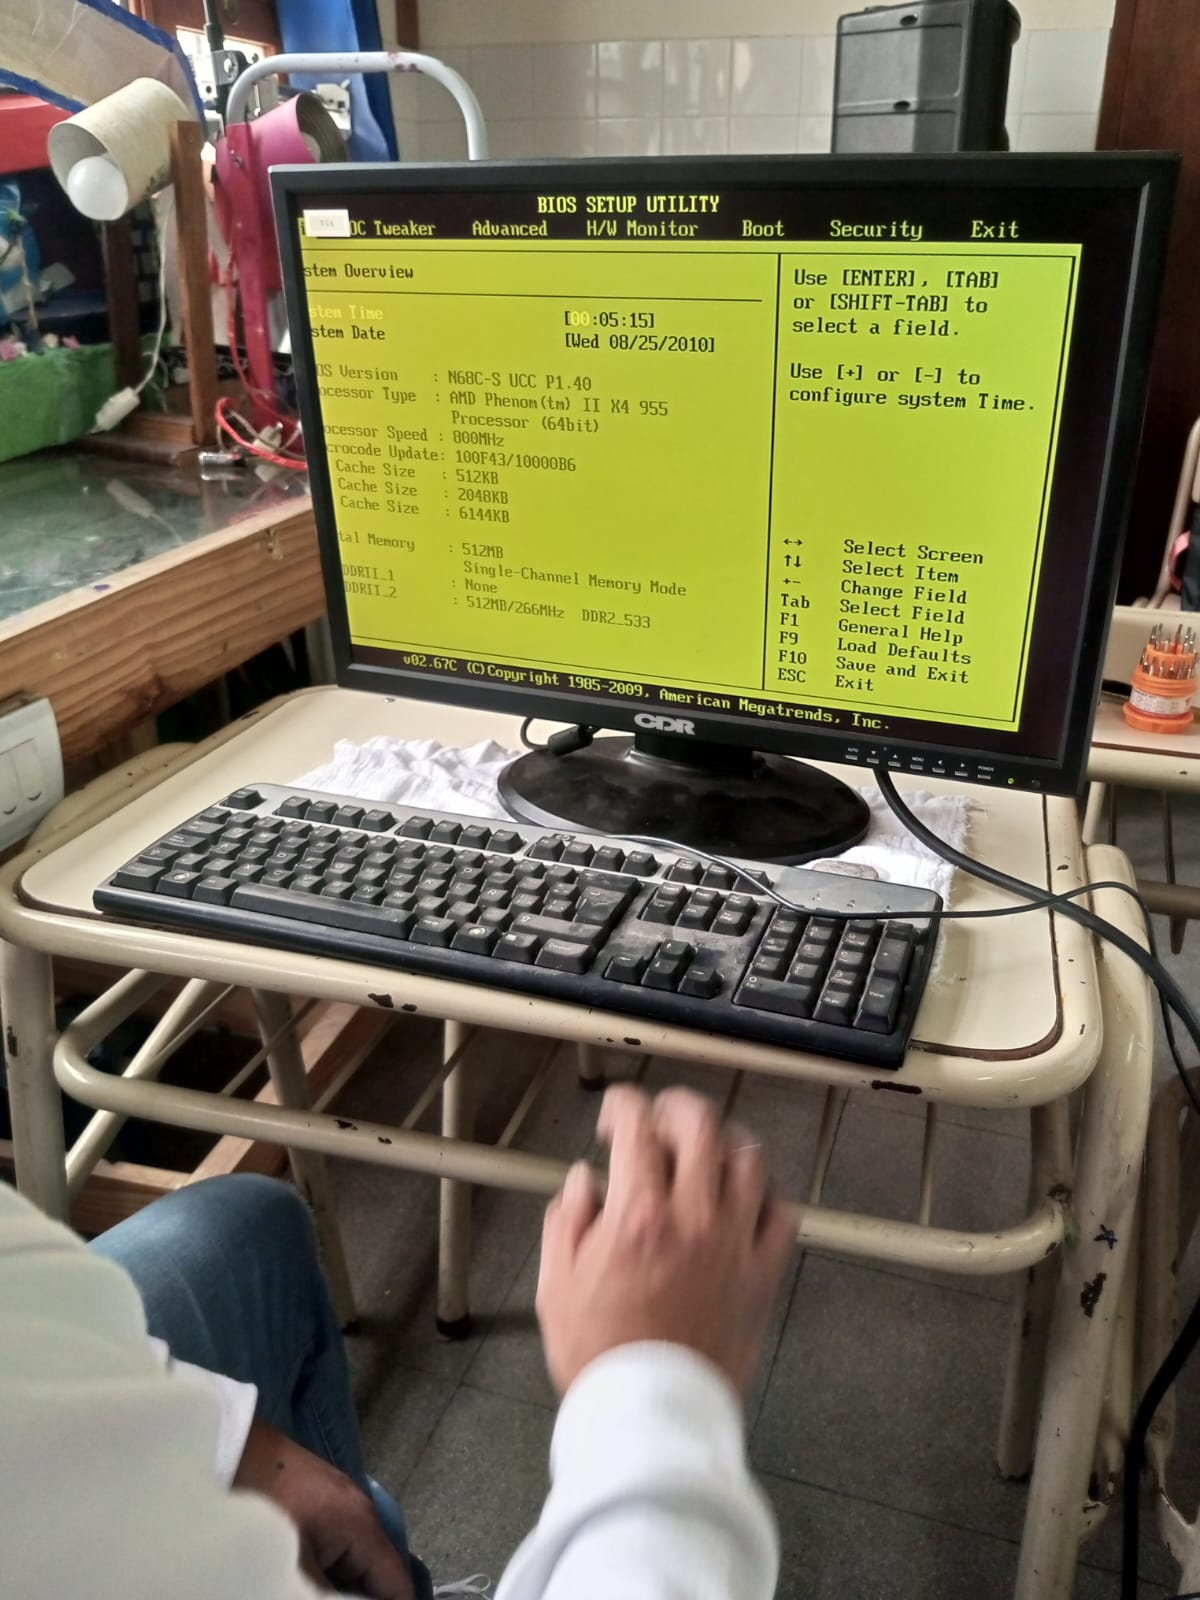 BIOS SETUP UTILITY
OC Tweaker Advanced H/W Monitor Boot Security Exit
stem Overview
stem Time [00:05:15]
stem Date [Wed 08/25/2010]
OS Version : N68C-S UCC P1.40
ocessor Type : AMD Phenom(tm) II X4 955
Processor (64bit)
ocessor Speed : 800MHz
crocode Update: 100F43/10000B6
Cache Size : 512KB
Cache Size : 2048KB
Cache Size : 6144KB
tal Memory : 512MB
Single-Channel Memory Mode
DDRII_1 : None
DDRII_2 : 512MB/266MHz DDR2_533
Use [ENTER], [TAB]
or [SHIFT-TAB] to
select a field.
Use [+] or [-] to
configure system Time.
↔ Select Screen
↑↓ Select Item
+- Change Field
Tab Select Field
F1 General Help
F9 Load Defaults
F10 Save and Exit
ESC Exit
v02.67C (C)Copyright 1985-2009, American Megatrends, Inc.
CDR
AUTO MENU POWER